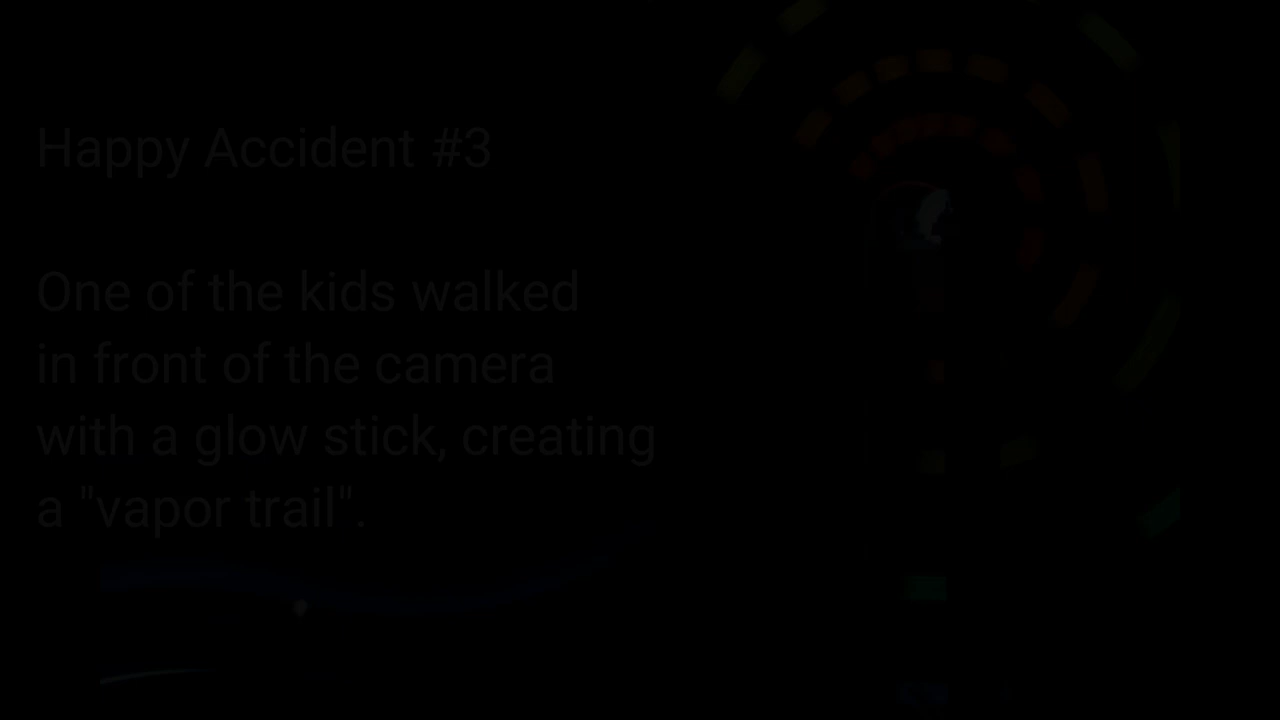 Happy Accident #3
One of the kids walked
in front of the camera
with a glow stick, creating
a "vapor trail".